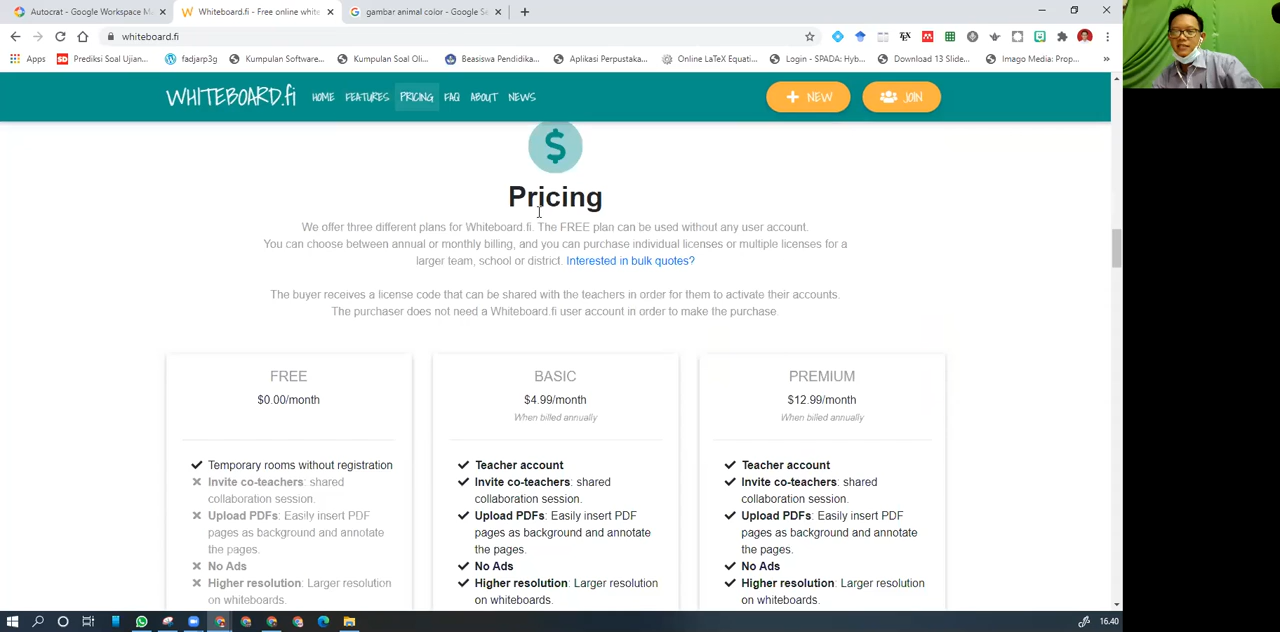 Autocrat - Google Workspace M
Whiteboard.fi - Free online white
gambar animal color - Google Se
whiteboard.fi
Apps
Prediksi Soal Ujian...
fadjarp3g
Kumpulan Software...
Kumpulan Soal Oli...
Beasiswa Pendidika...
Aplikasi Perpustaka...
Online LaTeX Equati...
Login - SPADA: Hyb...
Download 13 Slide...
Imago Media: Prop...
»
WHITEBOARD.fi
HOME
FEATURES
PRICING
FAQ
ABOUT
NEWS
NEW
JOIN
$
Pricing
We offer three different plans for Whiteboard.fi. The FREE plan can be used without any user account.
You can choose between annual or monthly billing, and you can purchase individual licenses or multiple licenses for a
larger team, school or district. Interested in bulk quotes?
The buyer receives a license code that can be shared with the teachers in order for them to activate their accounts.
The purchaser does not need a Whiteboard.fi user account in order to make the purchase.
FREE
$0.00/month
Temporary rooms without registration
Invite co-teachers: shared
collaboration session.
Upload PDFs: Easily insert PDF
pages as background and annotate
the pages.
No Ads
Higher resolution: Larger resolution
on whiteboards.
BASIC
$4.99/month
When billed annually
Teacher account
Invite co-teachers: shared
collaboration session.
Upload PDFs: Easily insert PDF
pages as background and annotate
the pages.
No Ads
Higher resolution: Larger resolution
on whiteboards.
PREMIUM
$12.99/month
When billed annually
Teacher account
Invite co-teachers: shared
collaboration session.
Upload PDFs: Easily insert PDF
pages as background and annotate
the pages.
No Ads
Higher resolution: Larger resolution
on whiteboards.
16.40